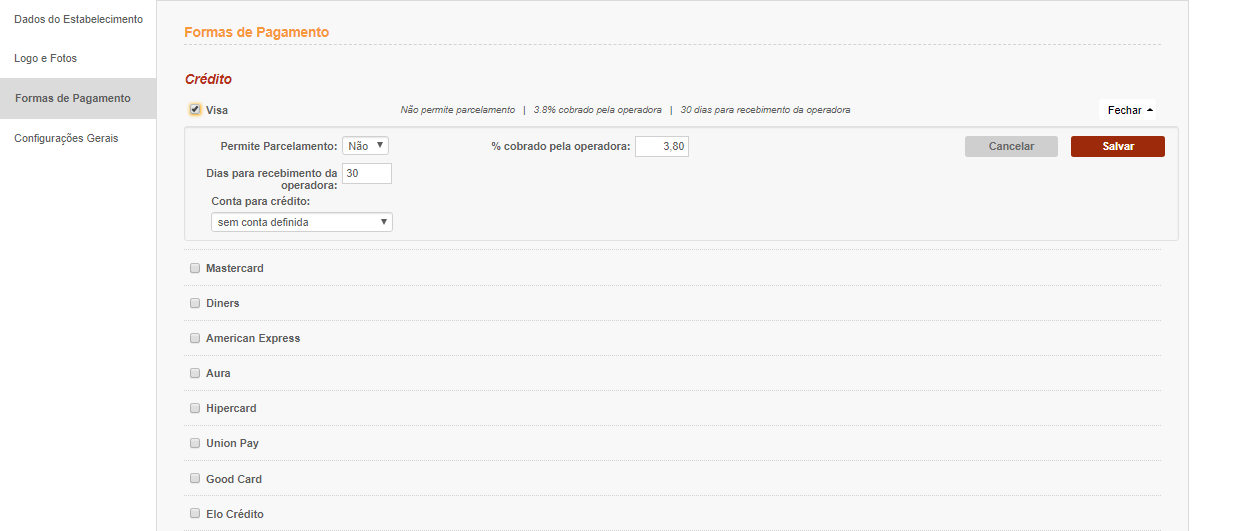 Dados do Estabelecimento
Logo e Fotos
Formas de Pagamento
Configurações Gerais
Formas de Pagamento
Crédito
Visa
Não permite parcelamento | 3.8% cobrado pela operadora | 30 dias para recebimento da operadora
Fechar
Permite Parcelamento: Não
% cobrado pela operadora: 3,80
Cancelar
Salvar
Dias para recebimento da
operadora: 30
Conta para crédito:
sem conta definida
Mastercard
Diners
American Express
Aura
Hipercard
Union Pay
Good Card
Elo Crédito